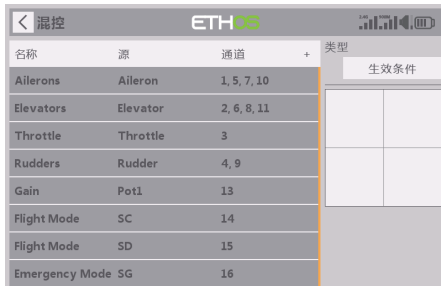 混控
ETHOS
2.4G
名称 源 通道 +
类型
生效条件
Ailerons Aileron 1, 5, 7, 10
Elevators Elevator 2, 6, 8, 11
Throttle Throttle 3
Rudders Rudder 4, 9
Gain Pot1 13
Flight Mode SC 14
Flight Mode SD 15
Emergency Mode SG 16